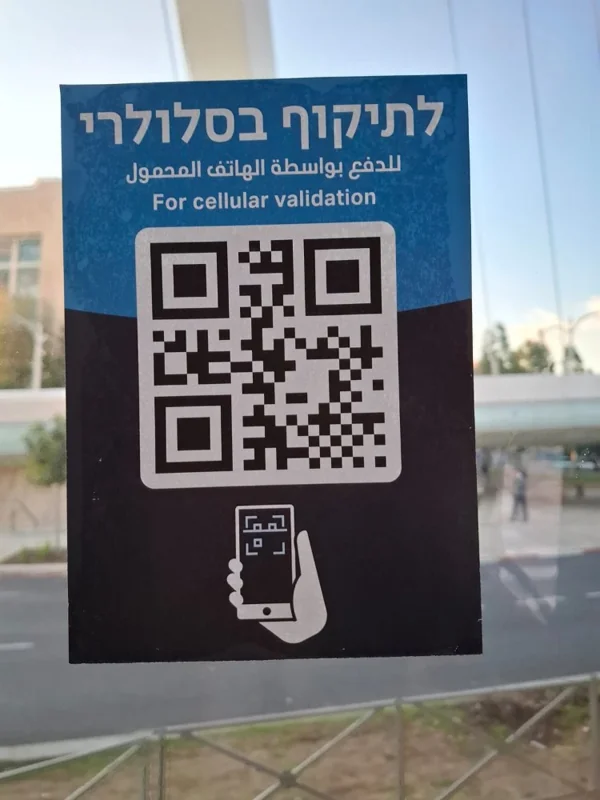 לתיקוף בסלולרי
للدفع بواسطة الهاتف المحمول
For cellular validation